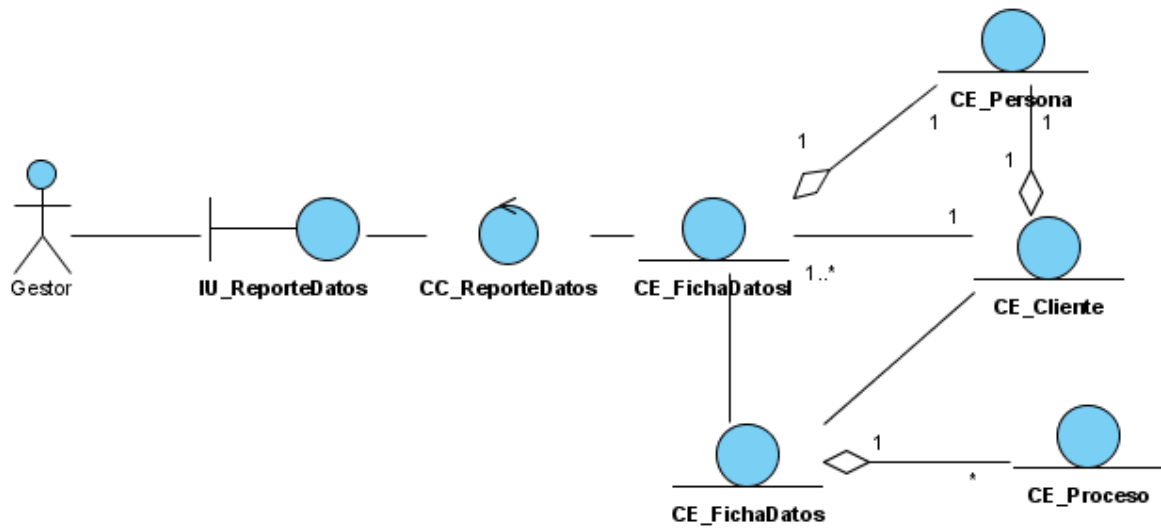 CE_Persona
1
1
1
1
1
1..*
Gestor
IU_ReporteDatos
CC_ReporteDatos
CE_FichaDatosI
CE_Cliente
1
*
CE_FichaDatos
CE_Proceso